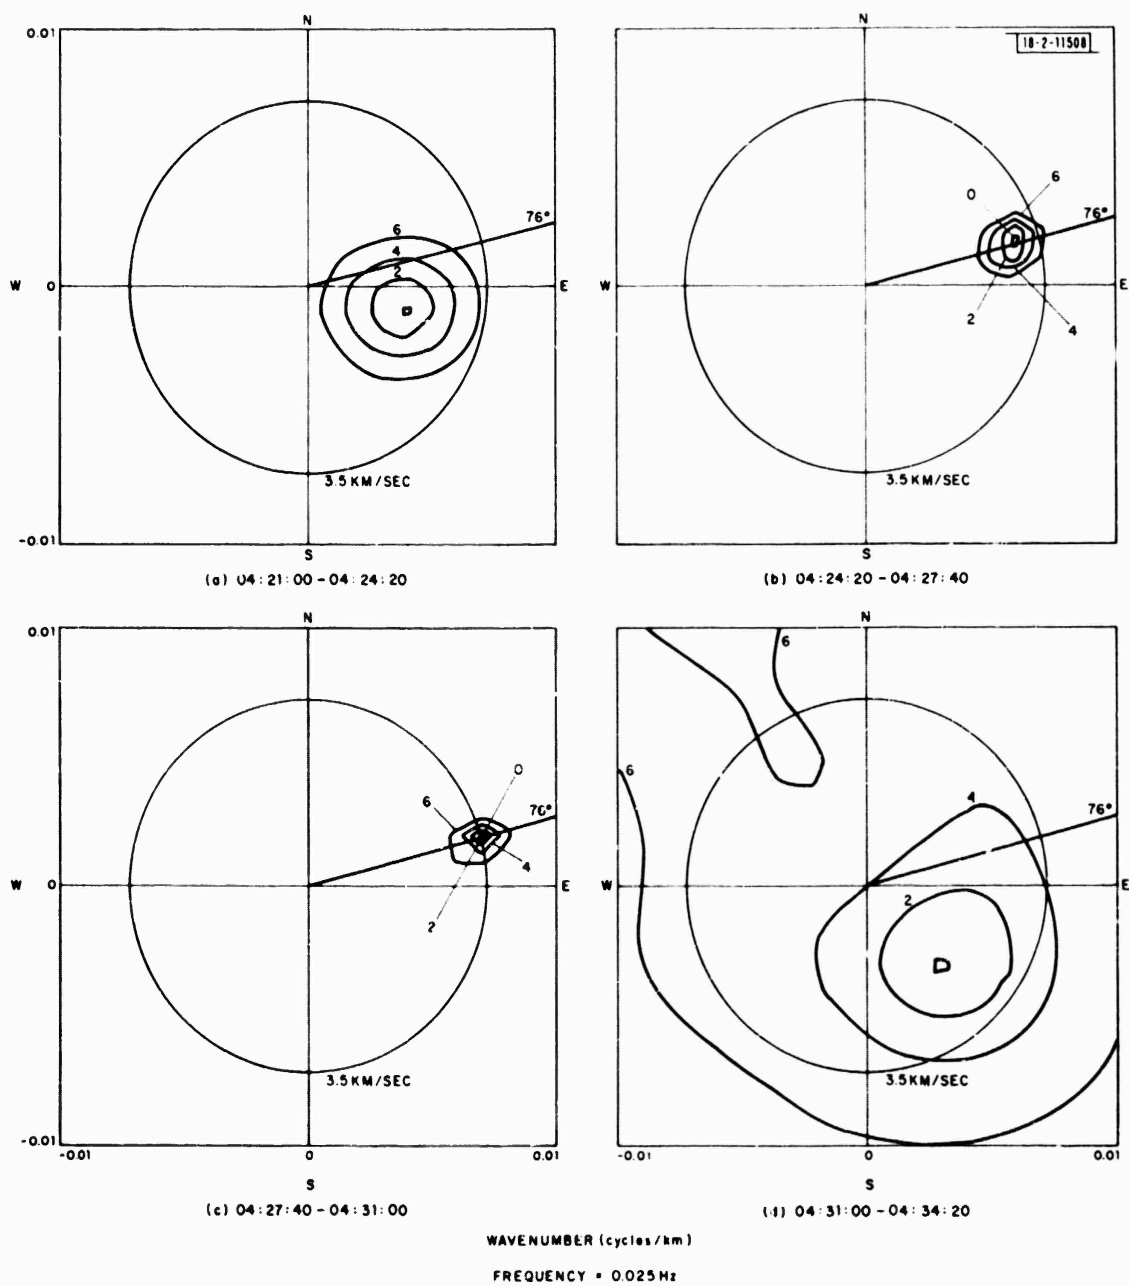 N
0.01
6
4
2
76°
W
0
E
3.5 KM/SEC
-0.01
S
(a) 04:21:00-04:24:20
N
18-2-11508
0
6
76°
W
E
2
4
3.5 KM/SEC
S
(b) 04:24:20-04:27:40
N
0.01
0
6
76°
W
0
E
4
2
3.5 KM/SEC
-0.01
-0.01
0
0.01
S
(c) 04:27:40-04:31:00
N
6
6
4
76°
W
E
2
3.5 KM/SEC
-0.01
0
0.01
S
(d) 04:31:00-04:34:20
WAVENUMBER (cycles/km)
FREQUENCY = 0.025 Hz